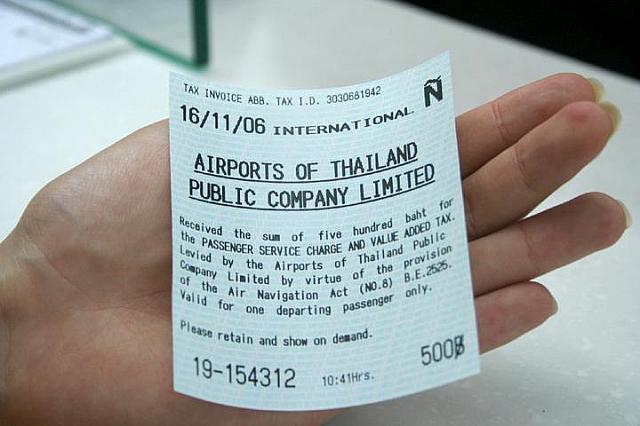 TAX INVOICE ABB. TAX I.D. 3030681942
16/11/06 INTERNATIONAL Ñ
AIRPORTS OF THAILAND
PUBLIC COMPANY LIMITED
Received the sum of five hundred baht for
the PASSENGER SERVICE CHARGE AND VALUE ADDED TAX.
Levied by the Airports of Thailand Public
Company Limited by virtue of the provision
of the Air Navigation Act (NO.8) B.E.2525.
Valid for one departing passenger only.
Please retain and show on demand.
19-154312 10:41Hrs. 500฿